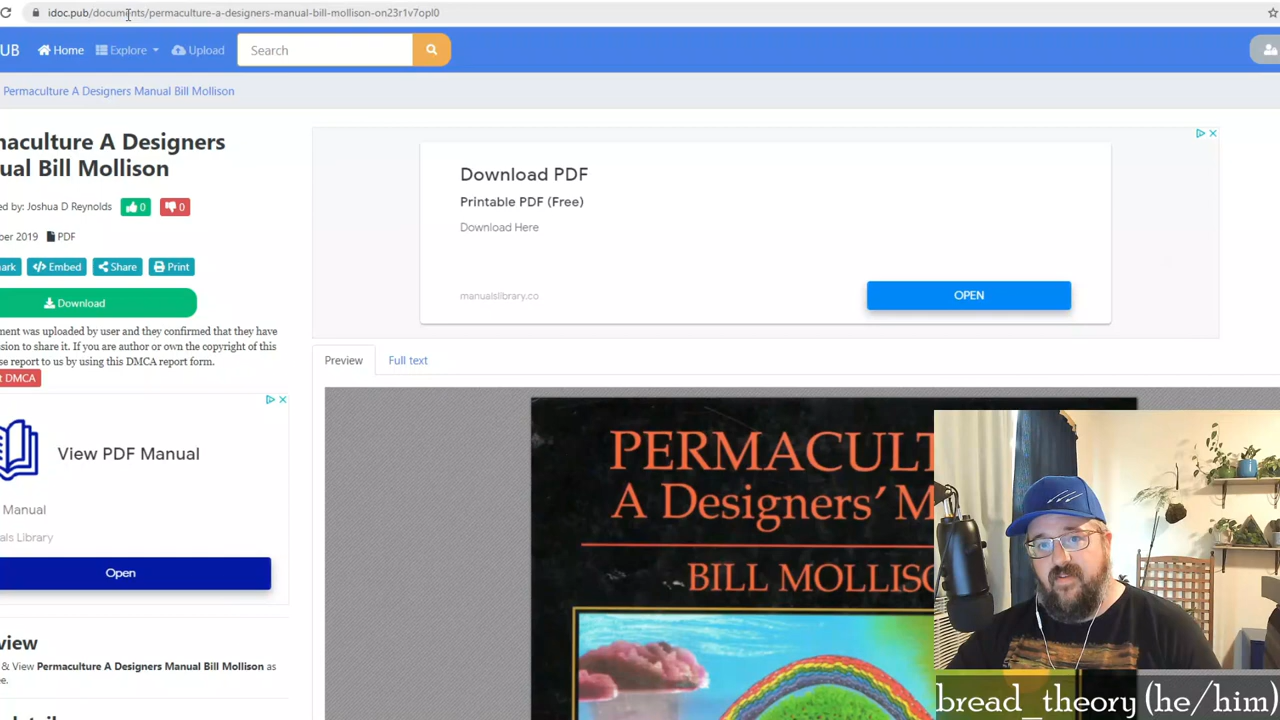 idoc.pub/documents/permaculture-a-designers-manual-bill-mollison-on23r1v7opl0
UB Home Explore Upload Search
Permaculture A Designers Manual Bill Mollison
maculture A Designers
ual Bill Mollison
ed by: Joshua D Reynolds 0 0
ber 2019 PDF
ark Embed Share Print
Download
ment was uploaded by user and they confirmed that they have
ssion to share it. If you are author or own the copyright of this
se report to us by using this DMCA report form.
t DMCA
View PDF Manual
Manual
als Library
Open
view
& View Permaculture A Designers Manual Bill Mollison as
e.
Download PDF
Printable PDF (Free)
Download Here
manualslibrary.co
OPEN
Preview Full text
PERMACULT
A Designers' M
BILL MOLLISO
bread_theory (he/him)